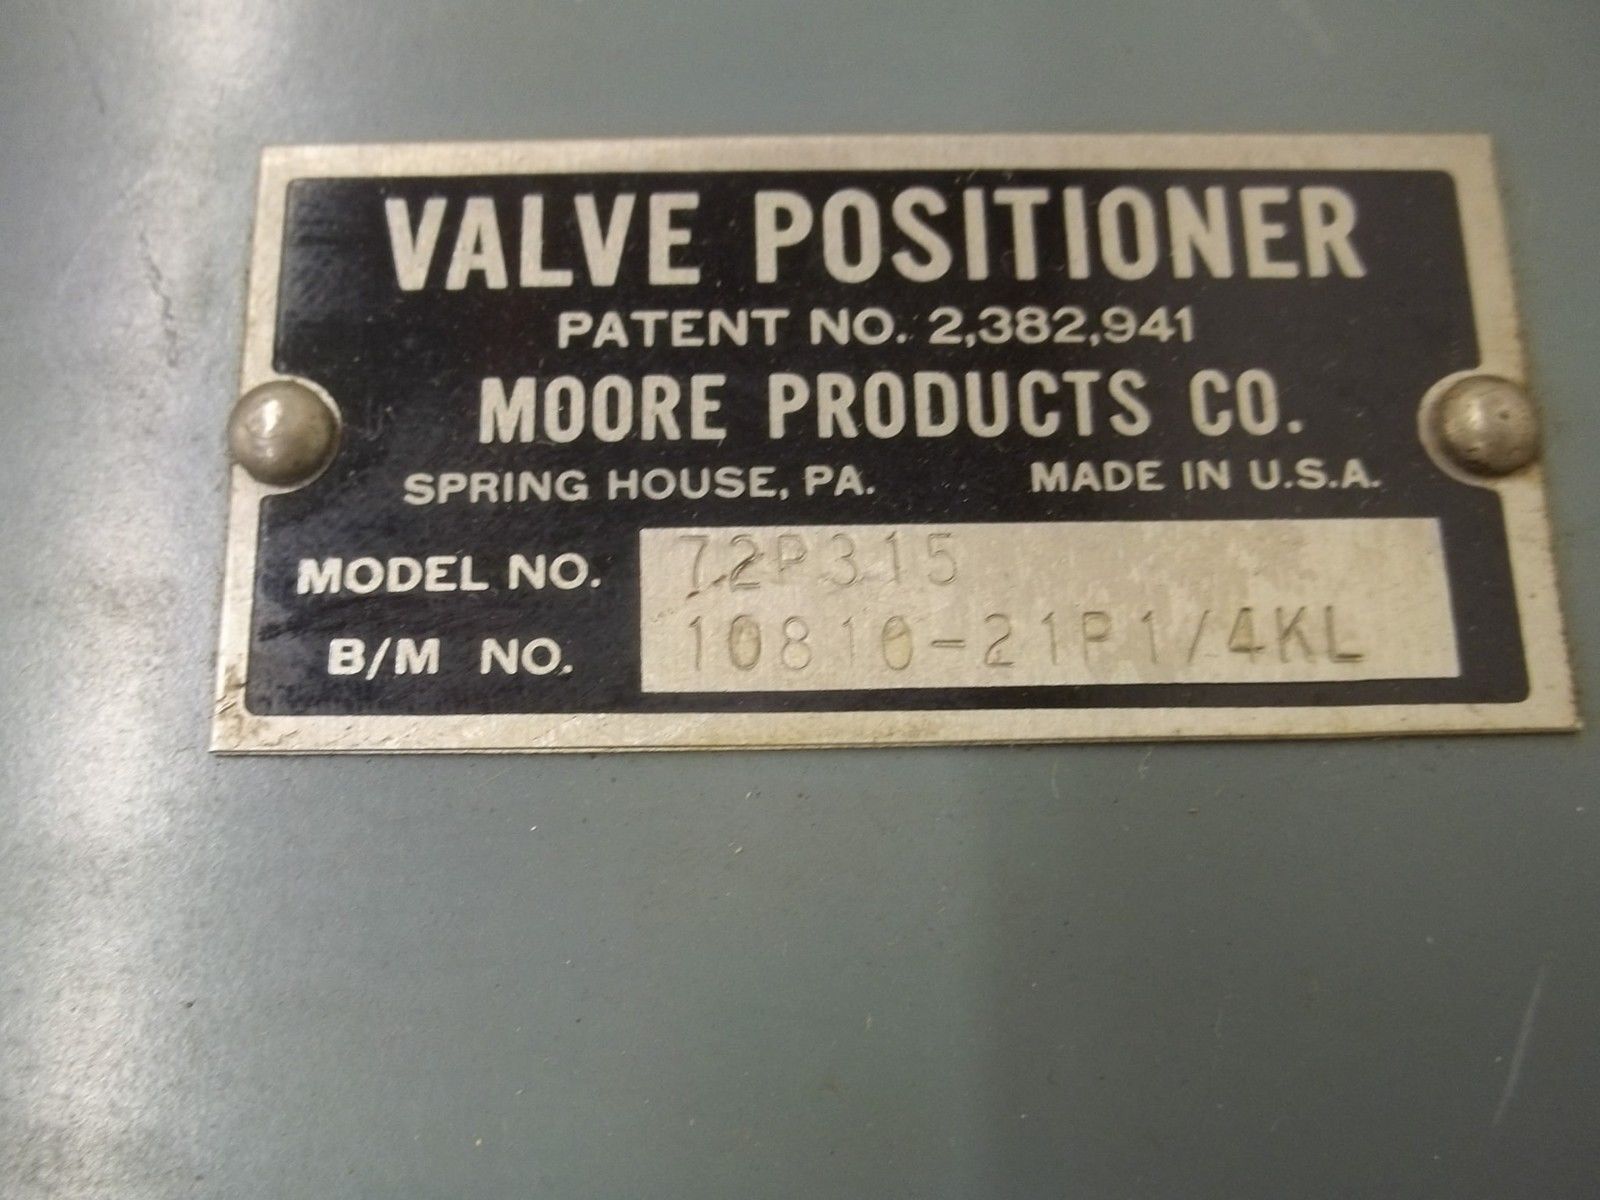 VALVE POSITIONER
PATENT NO. 2,382,941
MOORE PRODUCTS CO.
SPRING HOUSE, PA. MADE IN U.S.A.
MODEL NO. 72P315
B/M NO. 10810-21P1/4KL